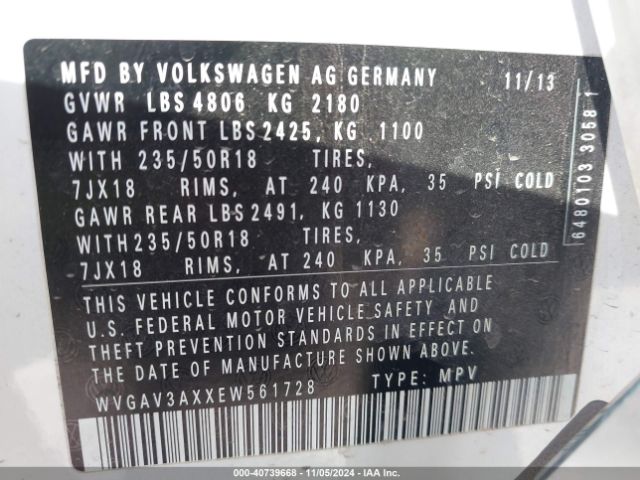 MFD BY VOLKSWAGEN AG GERMANY 11/13
GVWR LBS 4806 KG 2180
GAWR FRONT LBS2425, KG 1100
WITH 235/50R18 TIRES,
7JX18 RIMS, AT 240 KPA, 35 PSI COLD
GAWR REAR LBS2491, KG 1130
WITH235/50R18 TIRES,
7JX18 RIMS, AT 240 KPA, 35 PSI COLD
THIS VEHICLE CONFORMS TO ALL APPLICABLE
U.S. FEDERAL MOTOR VEHICLE SAFETY AND
THEFT PREVENTION STANDARDS IN EFFECT ON
THE DATE OF MANUFACTURE SHOWN ABOVE.
WVGAV3AXXEW561728 TYPE: MPV
6480103 3058 1
000 - 40739668 - 11/05/2024 - IAA Inc.